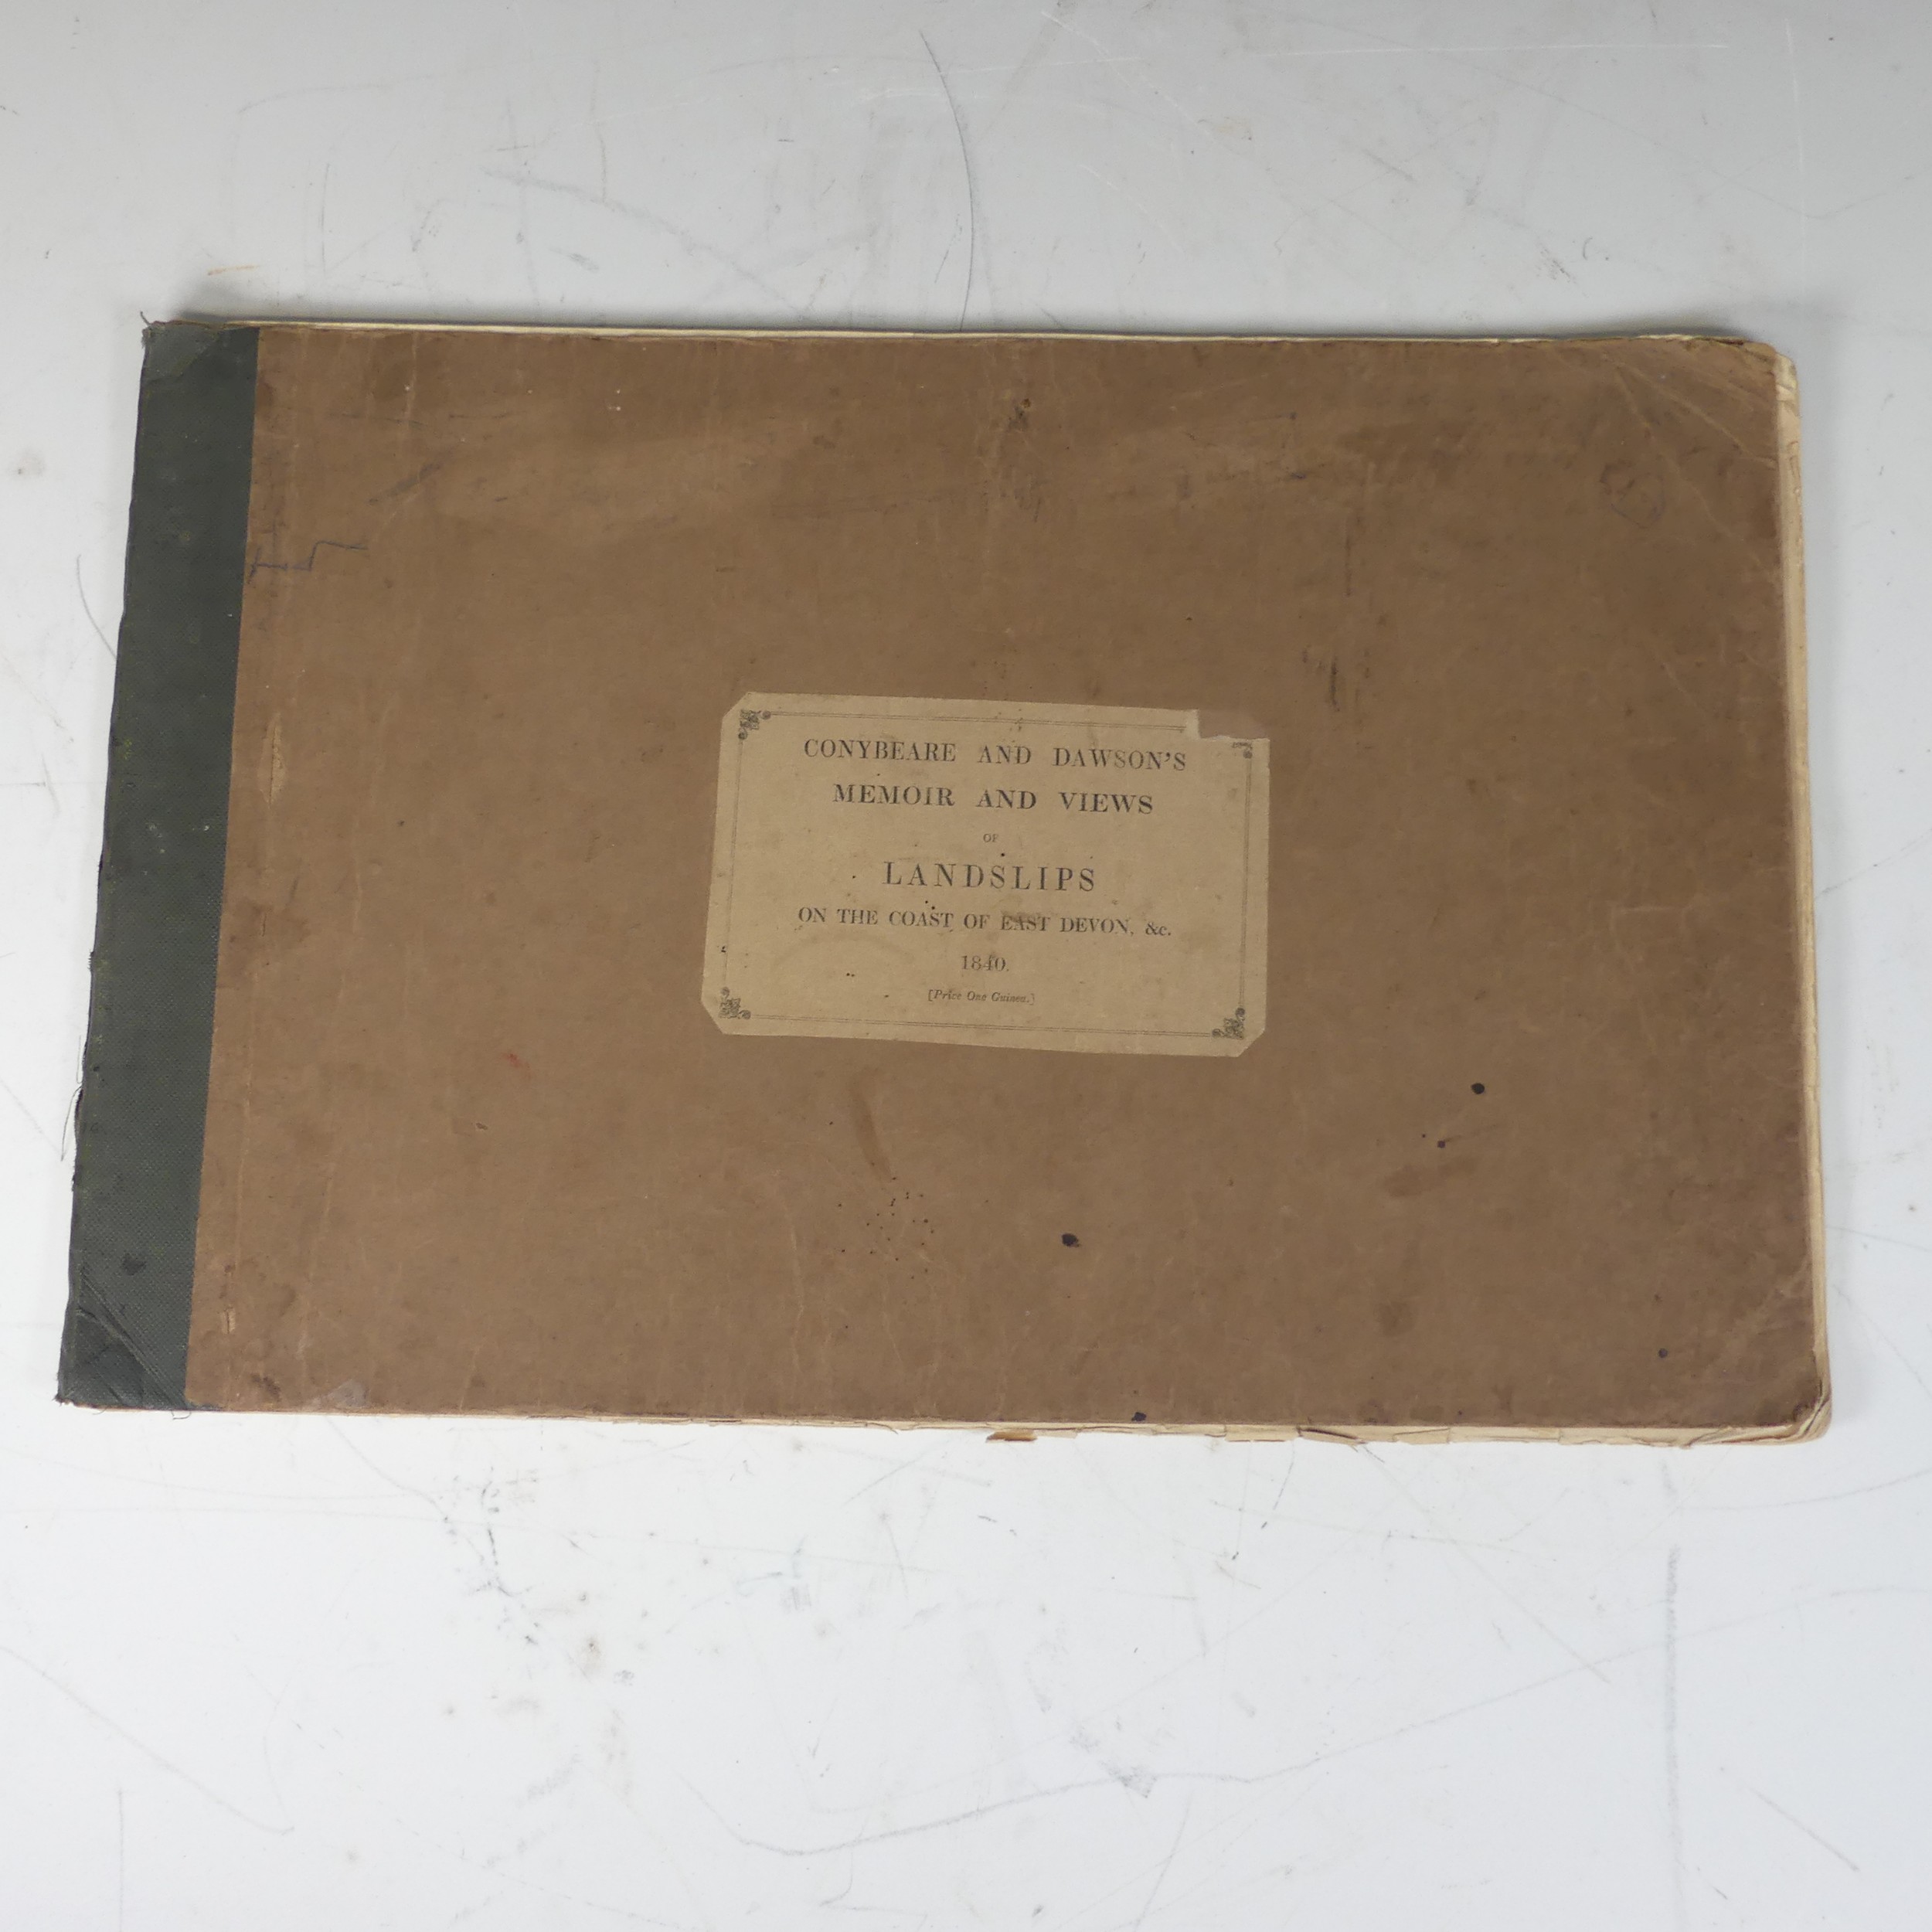 CONYBEARE AND DAWSON'S
MEMOIR AND VIEWS
OF
LANDSLIPS
ON THE COAST OF EAST DEVON, &c.
1840.
[Price One Guinea.]